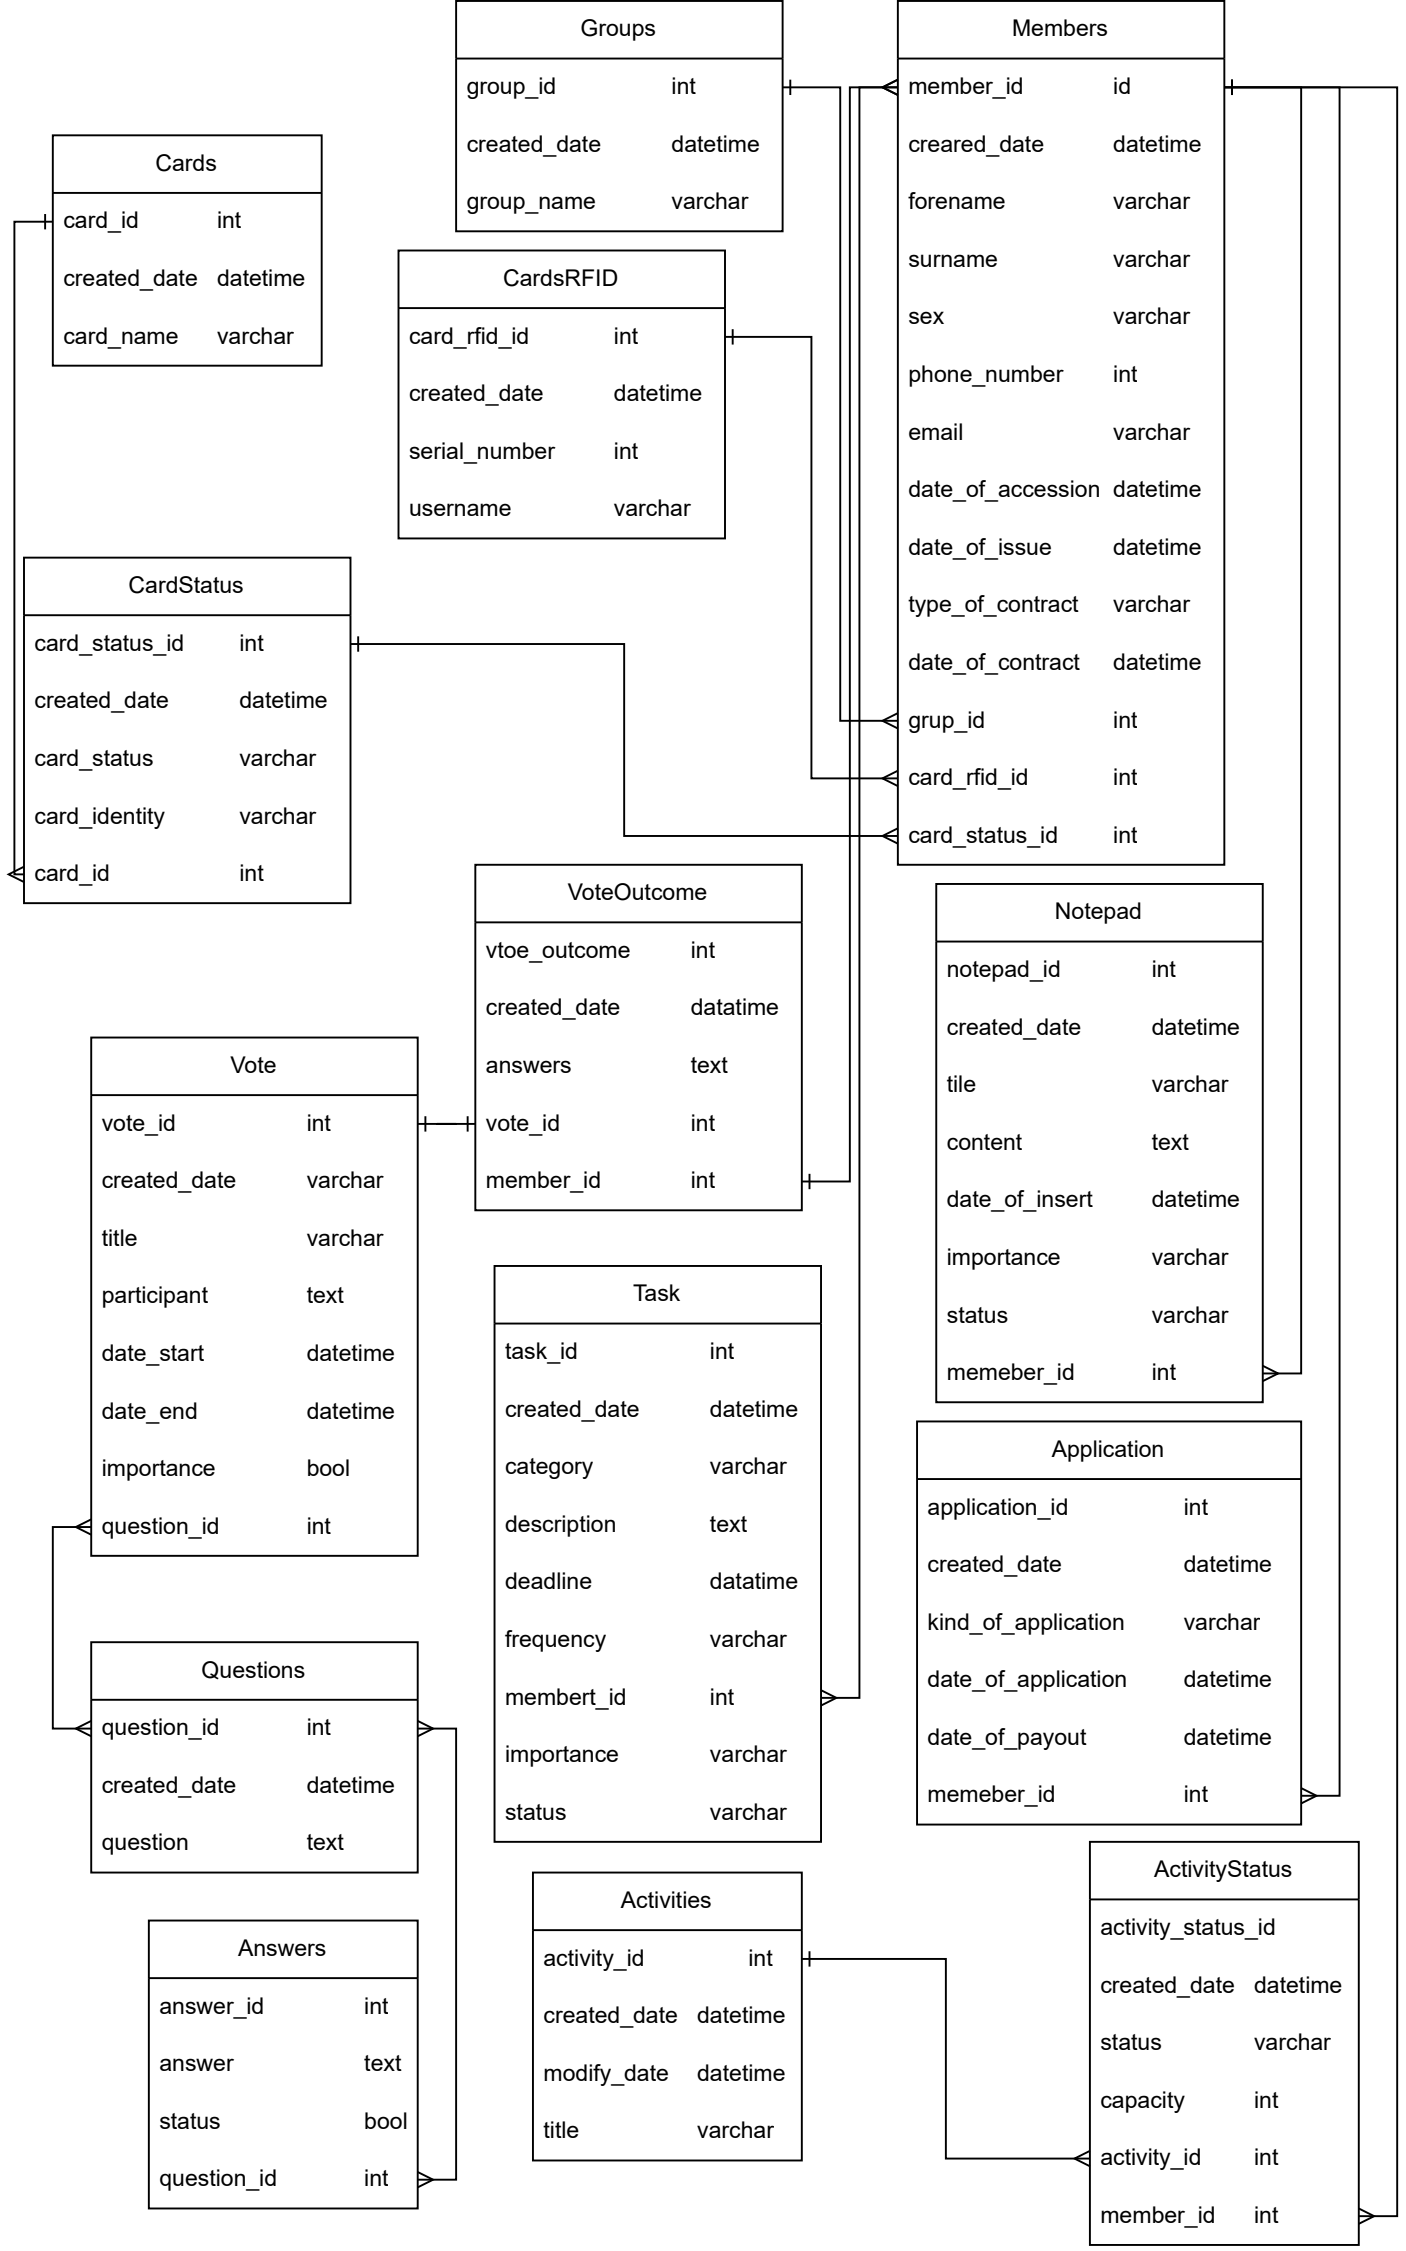 Groups
group_id int
created_date datetime
group_name varchar
Members
member_id id
creared_date datetime
forename varchar
surname varchar
sex varchar
phone_number int
email varchar
date_of_accession datetime
date_of_issue datetime
type_of_contract varchar
date_of_contract datetime
grup_id int
card_rfid_id int
card_status_id int
Cards
card_id int
created_date datetime
card_name varchar
CardsRFID
card_rfid_id int
created_date datetime
serial_number int
username varchar
CardStatus
card_status_id int
created_date datetime
card_status varchar
card_identity varchar
card_id int
VoteOutcome
vtoe_outcome int
created_date datatime
answers text
vote_id int
member_id int
Notepad
notepad_id int
created_date datetime
tile varchar
content text
date_of_insert datetime
importance varchar
status varchar
memeber_id int
Vote
vote_id int
created_date varchar
title varchar
participant text
date_start datetime
date_end datetime
importance bool
question_id int
Task
task_id int
created_date datetime
category varchar
description text
deadline datatime
frequency varchar
membert_id int
importance varchar
status varchar
Application
application_id int
created_date datetime
kind_of_application varchar
date_of_application datetime
date_of_payout datetime
memeber_id int
Questions
question_id int
created_date datetime
question text
Answers
answer_id int
answer text
status bool
question_id int
Activities
activity_id int
created_date datetime
modify_date datetime
title varchar
ActivityStatus
activity_status_id
created_date datetime
status varchar
capacity int
activity_id int
member_id int